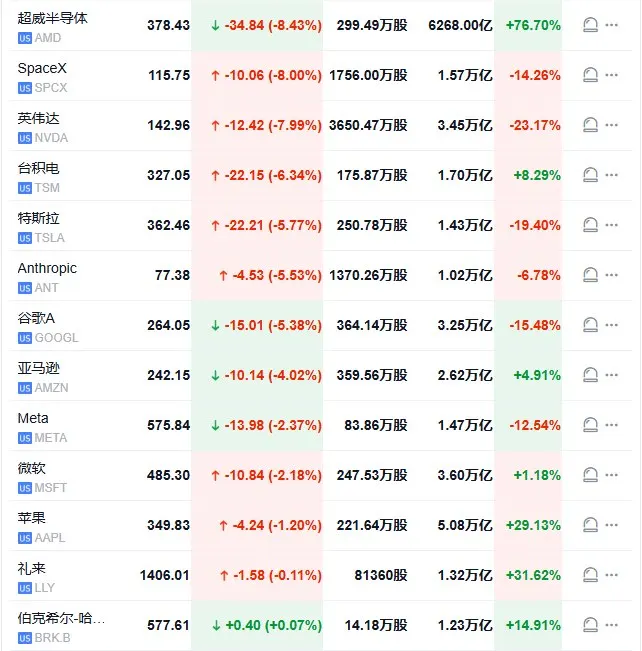 超威半导体
378.43 ↓ -34.84 (-8.43%) 299.49万股 6268.00亿 +76.70%
US AMD
SpaceX
115.75 ↑ -10.06 (-8.00%) 1756.00万股 1.57万亿 -14.26%
US SPCX
英伟达
142.96 ↑ -12.42 (-7.99%) 3650.47万股 3.45万亿 -23.17%
US NVDA
台积电
327.05 ↑ -22.15 (-6.34%) 175.87万股 1.70万亿 +8.29%
US TSM
特斯拉
362.46 ↑ -22.21 (-5.77%) 250.78万股 1.43万亿 -19.40%
US TSLA
Anthropic
77.38 ↑ -4.53 (-5.53%) 1370.26万股 1.02万亿 -6.78%
US ANT
谷歌A
264.05 ↓ -15.01 (-5.38%) 364.14万股 3.25万亿 -15.48%
US GOOGL
亚马逊
242.15 ↓ -10.14 (-4.02%) 359.56万股 2.62万亿 +4.91%
US AMZN
Meta
575.84 ↓ -13.98 (-2.37%) 83.86万股 1.47万亿 -12.54%
US META
微软
485.30 ↑ -10.84 (-2.18%) 247.53万股 3.60万亿 +1.18%
US MSFT
苹果
349.83 ↑ -4.24 (-1.20%) 221.64万股 5.08万亿 +29.13%
US AAPL
礼来
1406.01 ↑ -1.58 (-0.11%) 81360股 1.32万亿 +31.62%
US LLY
伯克希尔-哈…
577.61 ↓ +0.40 (+0.07%) 14.18万股 1.23万亿 +14.91%
US BRK.B